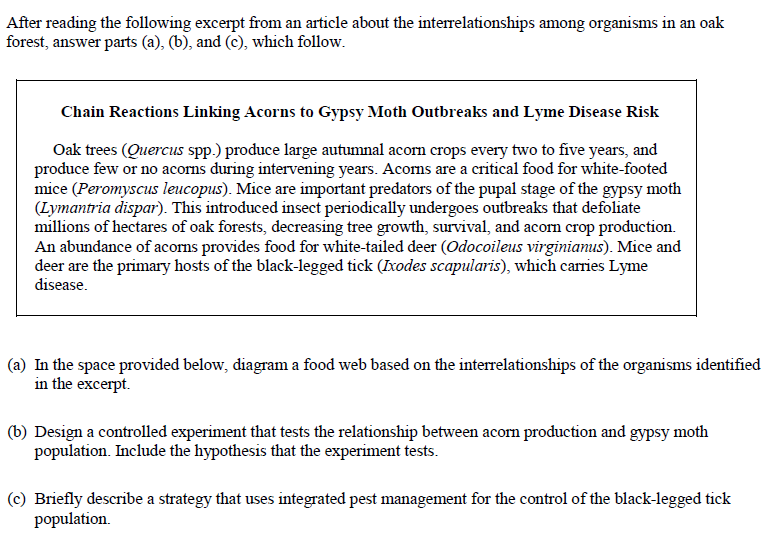 After reading the following excerpt from an article about the interrelationships among organisms in an oak
forest, answer parts (a), (b), and (c), which follow.
Chain Reactions Linking Acorns to Gypsy Moth Outbreaks and Lyme Disease Risk
Oak trees (Quercus spp.) produce large autumnal acorn crops every two to five years, and
produce few or no acorns during intervening years. Acorns are a critical food for white-footed
mice (Peromyscus leucopus). Mice are important predators of the pupal stage of the gypsy moth
(Lymantria dispar). This introduced insect periodically undergoes outbreaks that defoliate
millions of hectares of oak forests, decreasing tree growth, survival, and acorn crop production.
An abundance of acorns provides food for white-tailed deer (Odocoileus virginianus). Mice and
deer are the primary hosts of the black-legged tick (Ixodes scapularis), which carries Lyme
disease.
(a) In the space provided below, diagram a food web based on the interrelationships of the organisms identified
in the excerpt.
(b) Design a controlled experiment that tests the relationship between acorn production and gypsy moth
population. Include the hypothesis that the experiment tests.
(c) Briefly describe a strategy that uses integrated pest management for the control of the black-legged tick
population.